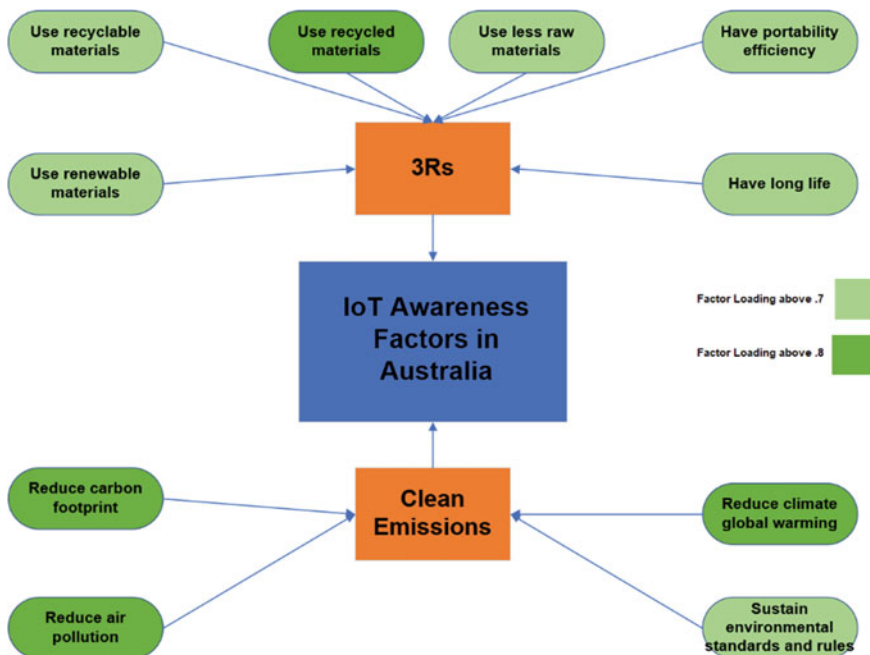 Use recyclable
materials
Use recycled
materials
Use less raw
materials
Have portability
efficiency
Use renewable
materials
3Rs
Have long life
IoT Awareness
Factors in
Australia
Factor Loading above .7
Factor Loading above .8
Reduce carbon
footprint
Clean
Emissions
Reduce climate
global warming
Reduce air
pollution
Sustain
environmental
standards and rules